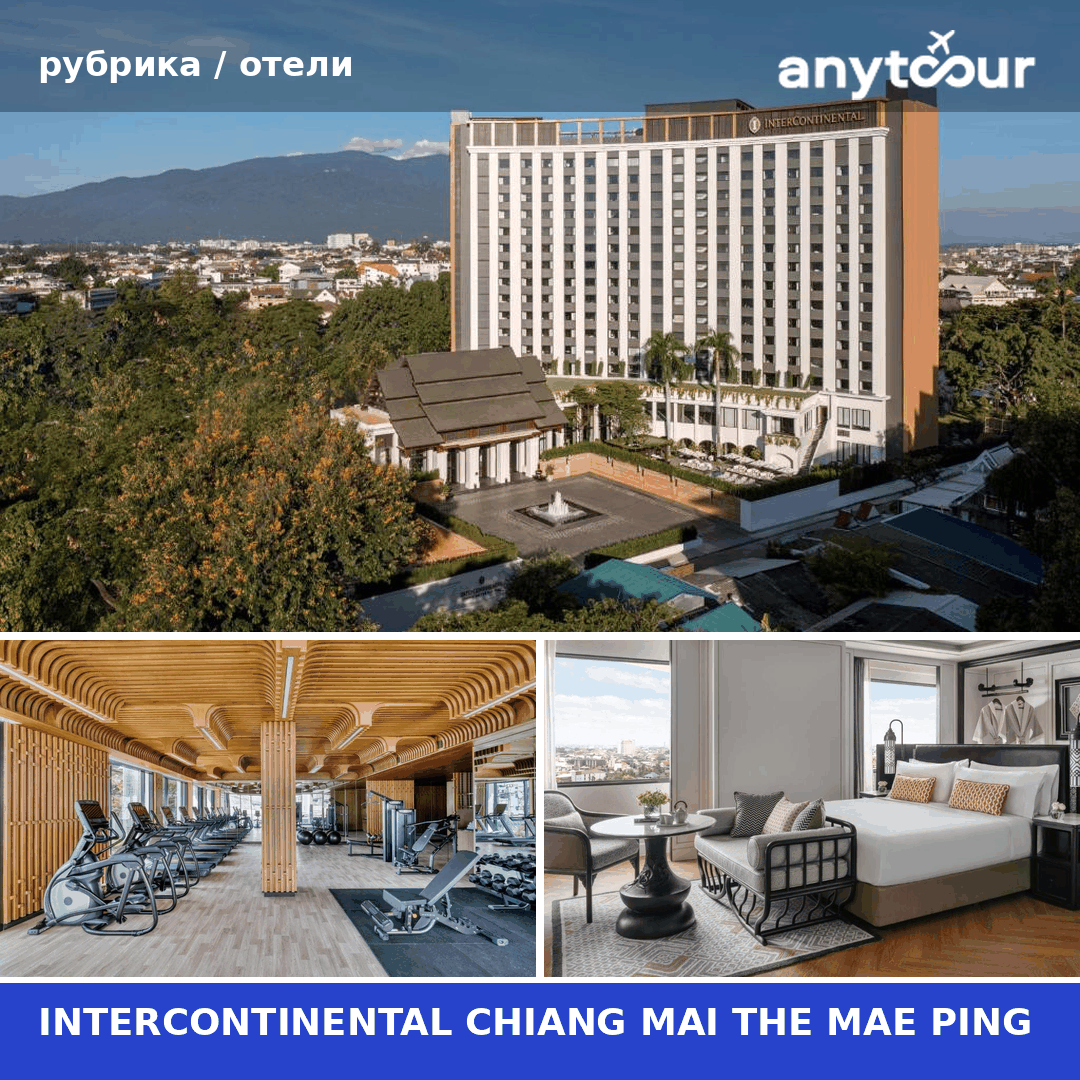 рубрика / отели
anytour
INTERCONTINENTAL
INTERCONTINENTAL CHIANG MAI THE MAE PING